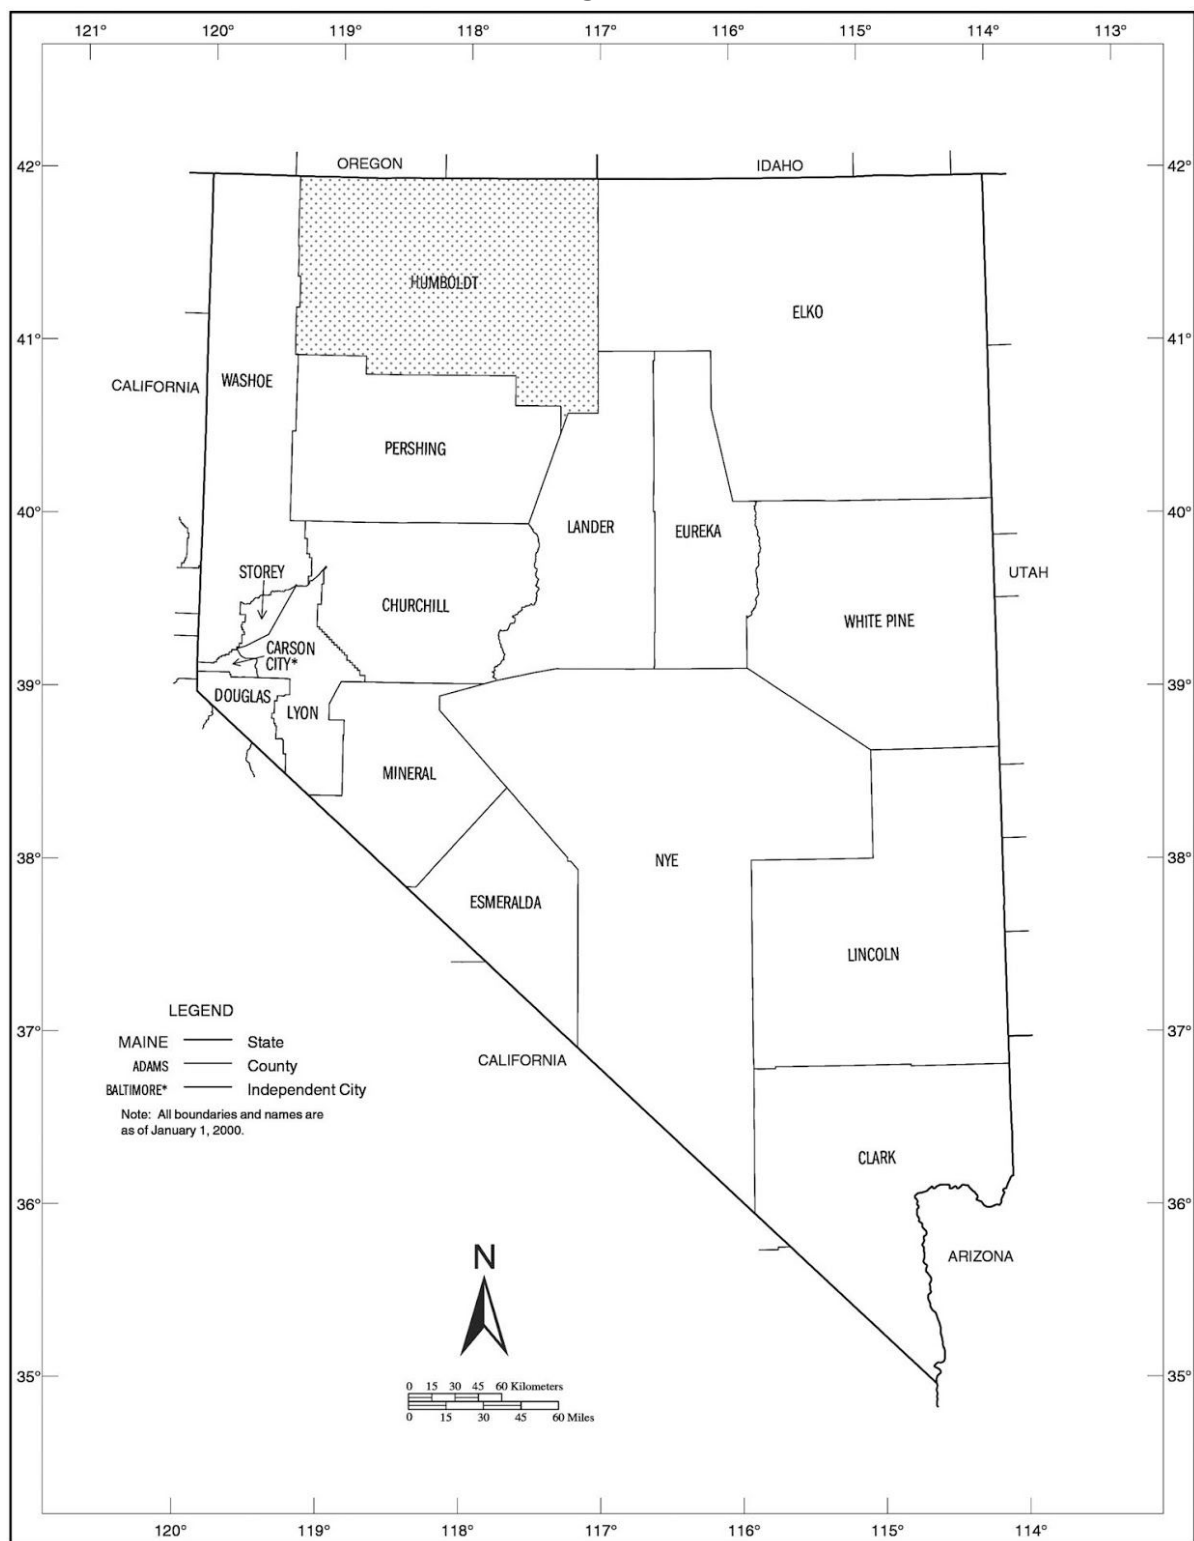 121° 120° 119° 118° 117° 116° 115° 114° 113°
42° OREGON IDAHO 42°
HUMBOLDT
ELKO
41° 41°
CALIFORNIA WASHOE
PERSHING
40° LANDER EUREKA 40°
STOREY UTAH
CHURCHILL
WHITE PINE
CARSON
CITY*
39° 39°
DOUGLAS
LYON
MINERAL
38° NYE 38°
ESMERALDA
LINCOLN
LEGEND
37° 37°
MAINE State
CALIFORNIA
ADAMS County
BALTIMORE* Independent City
Note: All boundaries and names are
as of January 1, 2000.
CLARK
36° 36°
N ARIZONA
35° 35°
0 15 30 45 60 Kilometers
0 15 30 45 60 Miles
120° 119° 118° 117° 116° 115° 114°